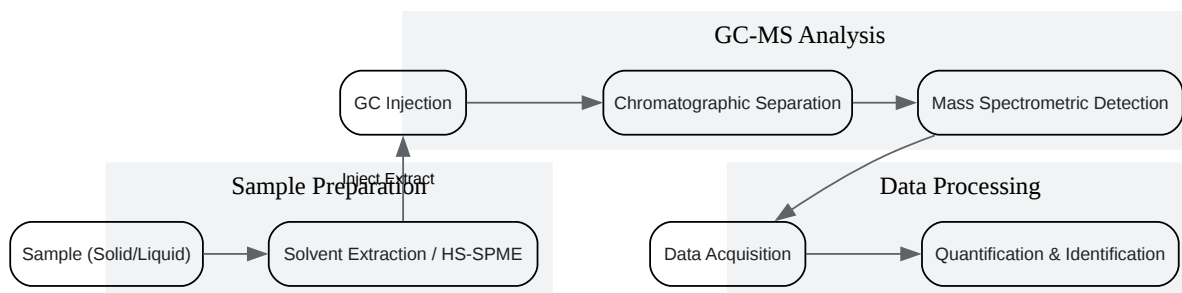 GC-MS Analysis
GC Injection
Chromatographic Separation
Mass Spectrometric Detection
Inject Extract
Sample Preparation
Data Processing
Sample (Solid/Liquid)
Solvent Extraction / HS-SPME
Data Acquisition
Quantification & Identification